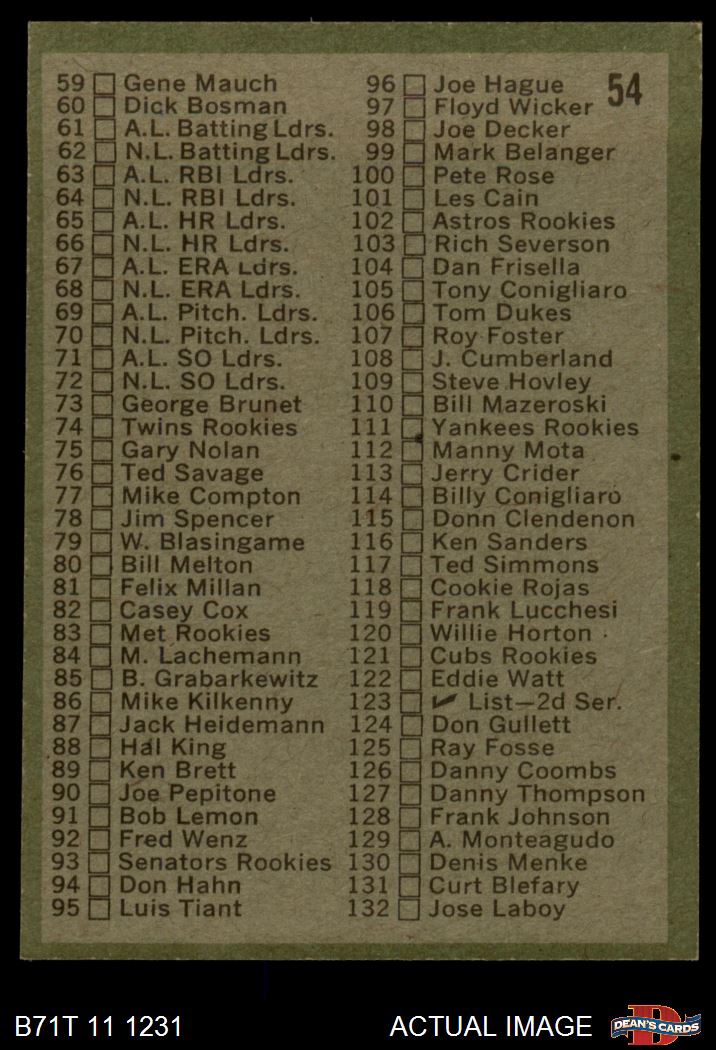 54
59 Gene Mauch
60 Dick Bosman
61 A.L. Batting Ldrs.
62 N.L. Batting Ldrs.
63 A.L. RBI Ldrs.
64 N.L. RBI Ldrs.
65 A.L. HR Ldrs.
66 N.L. HR Ldrs.
67 A.L. ERA Ldrs.
68 N.L. ERA Ldrs.
69 A.L. Pitch. Ldrs.
70 N.L. Pitch. Ldrs.
71 A.L. SO Ldrs.
72 N.L. SO Ldrs.
73 George Brunet
74 Twins Rookies
75 Gary Nolan
76 Ted Savage
77 Mike Compton
78 Jim Spencer
79 W. Blasingame
80 Bill Melton
81 Felix Millan
82 Casey Cox
83 Met Rookies
84 M. Lachemann
85 B. Grabarkewitz
86 Mike Kilkenny
87 Jack Heidemann
88 Hal King
89 Ken Brett
90 Joe Pepitone
91 Bob Lemon
92 Fred Wenz
93 Senators Rookies
94 Don Hahn
95 Luis Tiant
96 Joe Hague
97 Floyd Wicker
98 Joe Decker
99 Mark Belanger
100 Pete Rose
101 Les Cain
102 Astros Rookies
103 Rich Severson
104 Dan Frisella
105 Tony Conigliaro
106 Tom Dukes
107 Roy Foster
108 J. Cumberland
109 Steve Hovley
110 Bill Mazeroski
111 Yankees Rookies
112 Manny Mota
113 Jerry Crider
114 Billy Conigliaro
115 Donn Clendenon
116 Ken Sanders
117 Ted Simmons
118 Cookie Rojas
119 Frank Lucchesi
120 Willie Horton
121 Cubs Rookies
122 Eddie Watt
123 ✔ List—2d Ser.
124 Don Gullett
125 Ray Fosse
126 Danny Coombs
127 Danny Thompson
128 Frank Johnson
129 A. Monteagudo
130 Denis Menke
131 Curt Blefary
132 Jose Laboy
B71T 11 1231
ACTUAL IMAGE
DEAN'S CARDS